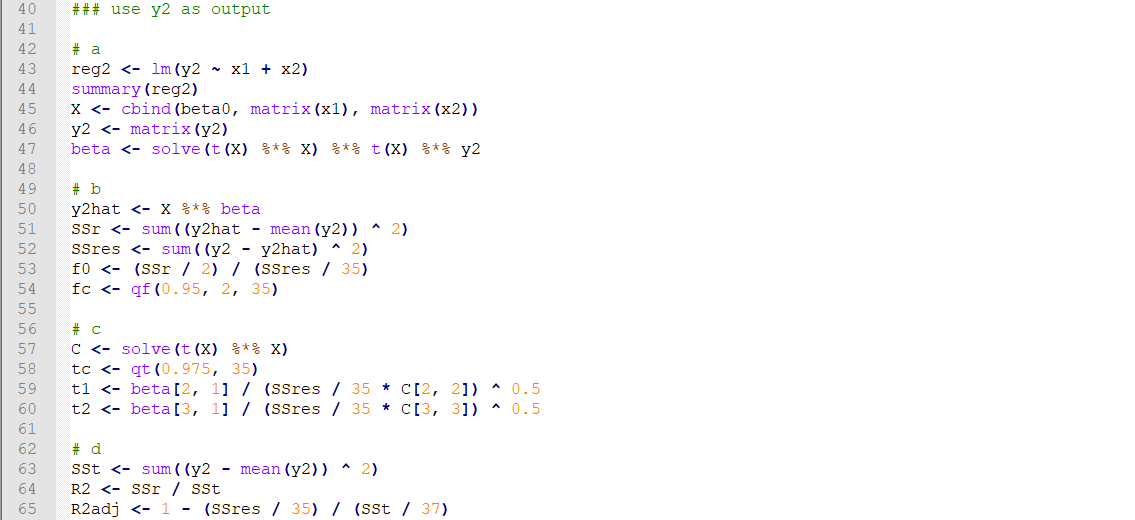 40 ### use y2 as output
41
42 # a
43 reg2 <- lm(y2 ~ x1 + x2)
44 summary(reg2)
45 X <- cbind(beta0, matrix(x1), matrix(x2))
46 y2 <- matrix(y2)
47 beta <- solve(t(X) %*% X) %*% t(X) %*% y2
48
49 # b
50 y2hat <- X %*% beta
51 SSr <- sum((y2hat - mean(y2)) ^ 2)
52 SSres <- sum((y2 - y2hat) ^ 2)
53 f0 <- (SSr / 2) / (SSres / 35)
54 fc <- qf(0.95, 2, 35)
55
56 # c
57 C <- solve(t(X) %*% X)
58 tc <- qt(0.975, 35)
59 t1 <- beta[2, 1] / (SSres / 35 * C[2, 2]) ^ 0.5
60 t2 <- beta[3, 1] / (SSres / 35 * C[3, 3]) ^ 0.5
61
62 # d
63 SSt <- sum((y2 - mean(y2)) ^ 2)
64 R2 <- SSr / SSt
65 R2adj <- 1 - (SSres / 35) / (SSt / 37)